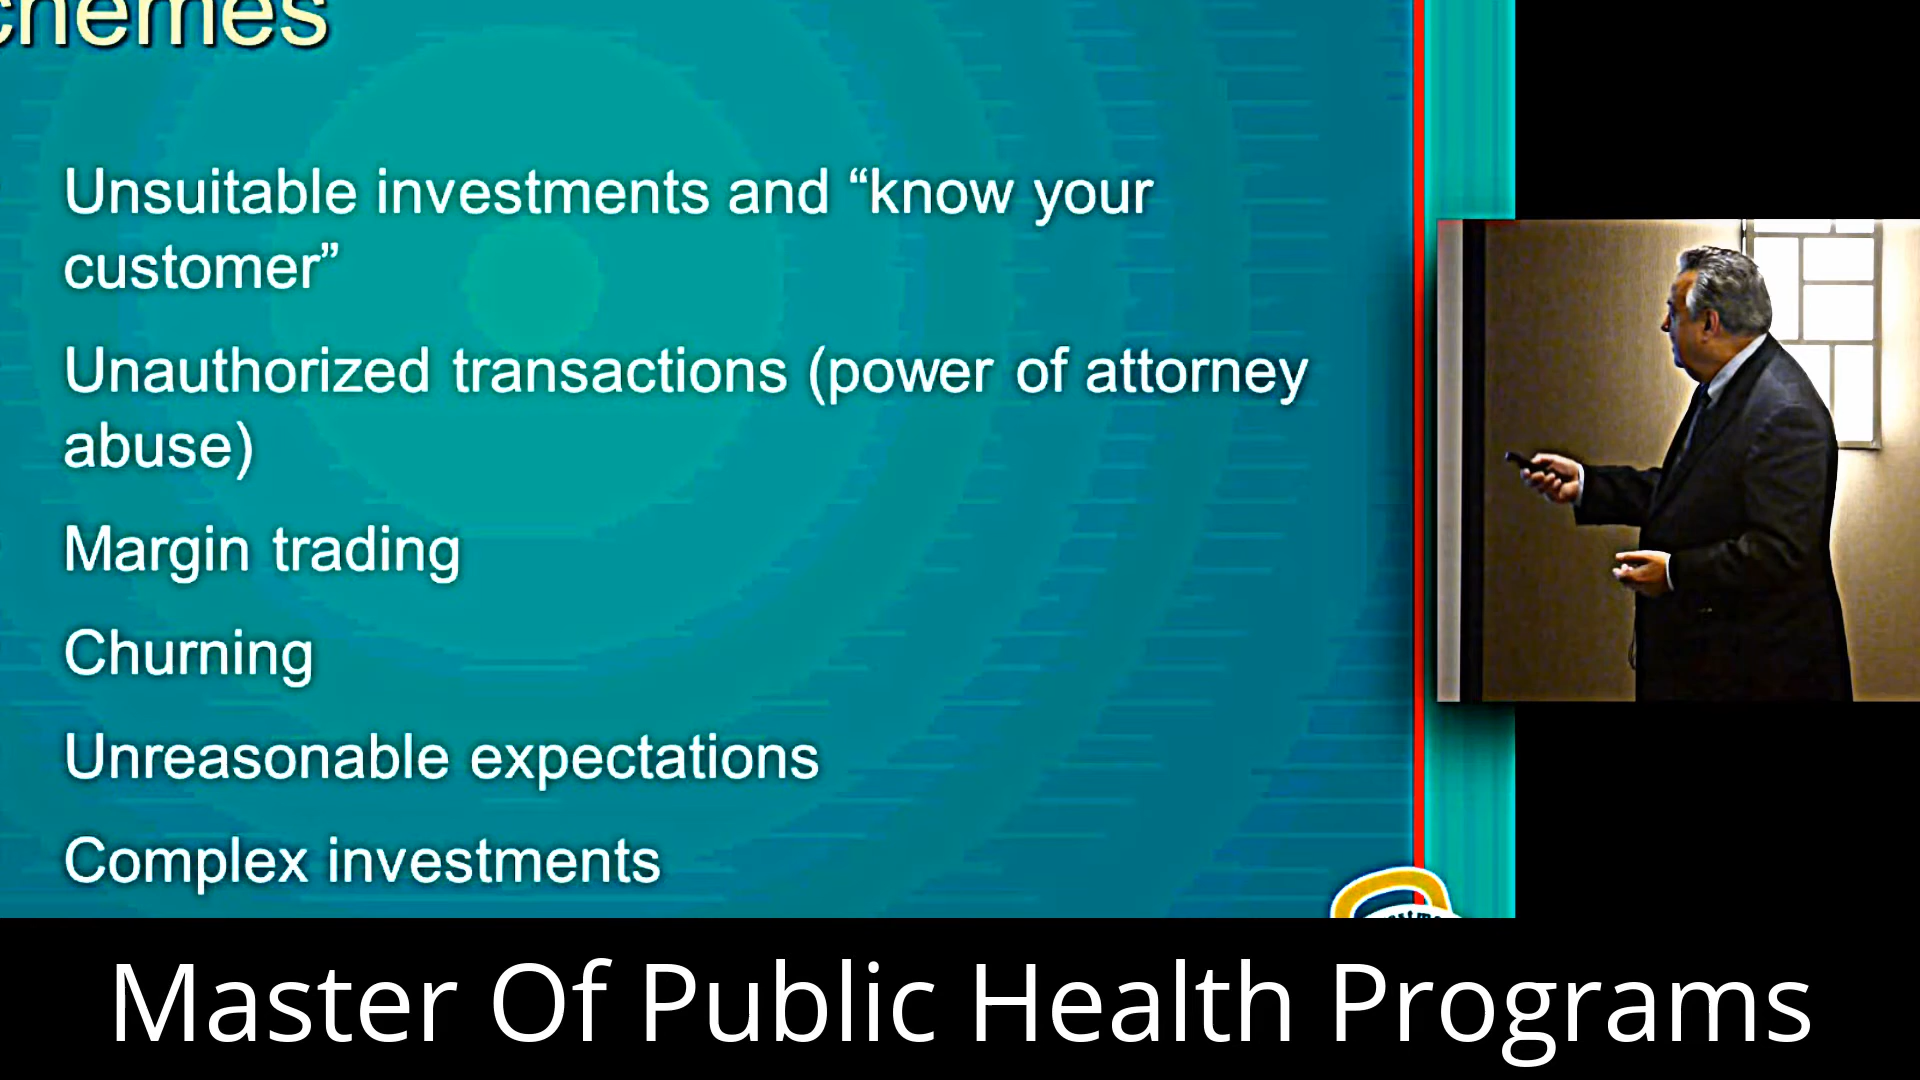 chemes
Unsuitable investments and “know your
customer”
Unauthorized transactions (power of attorney
abuse)
Margin trading
Churning
Unreasonable expectations
Complex investments
Master Of Public Health Programs